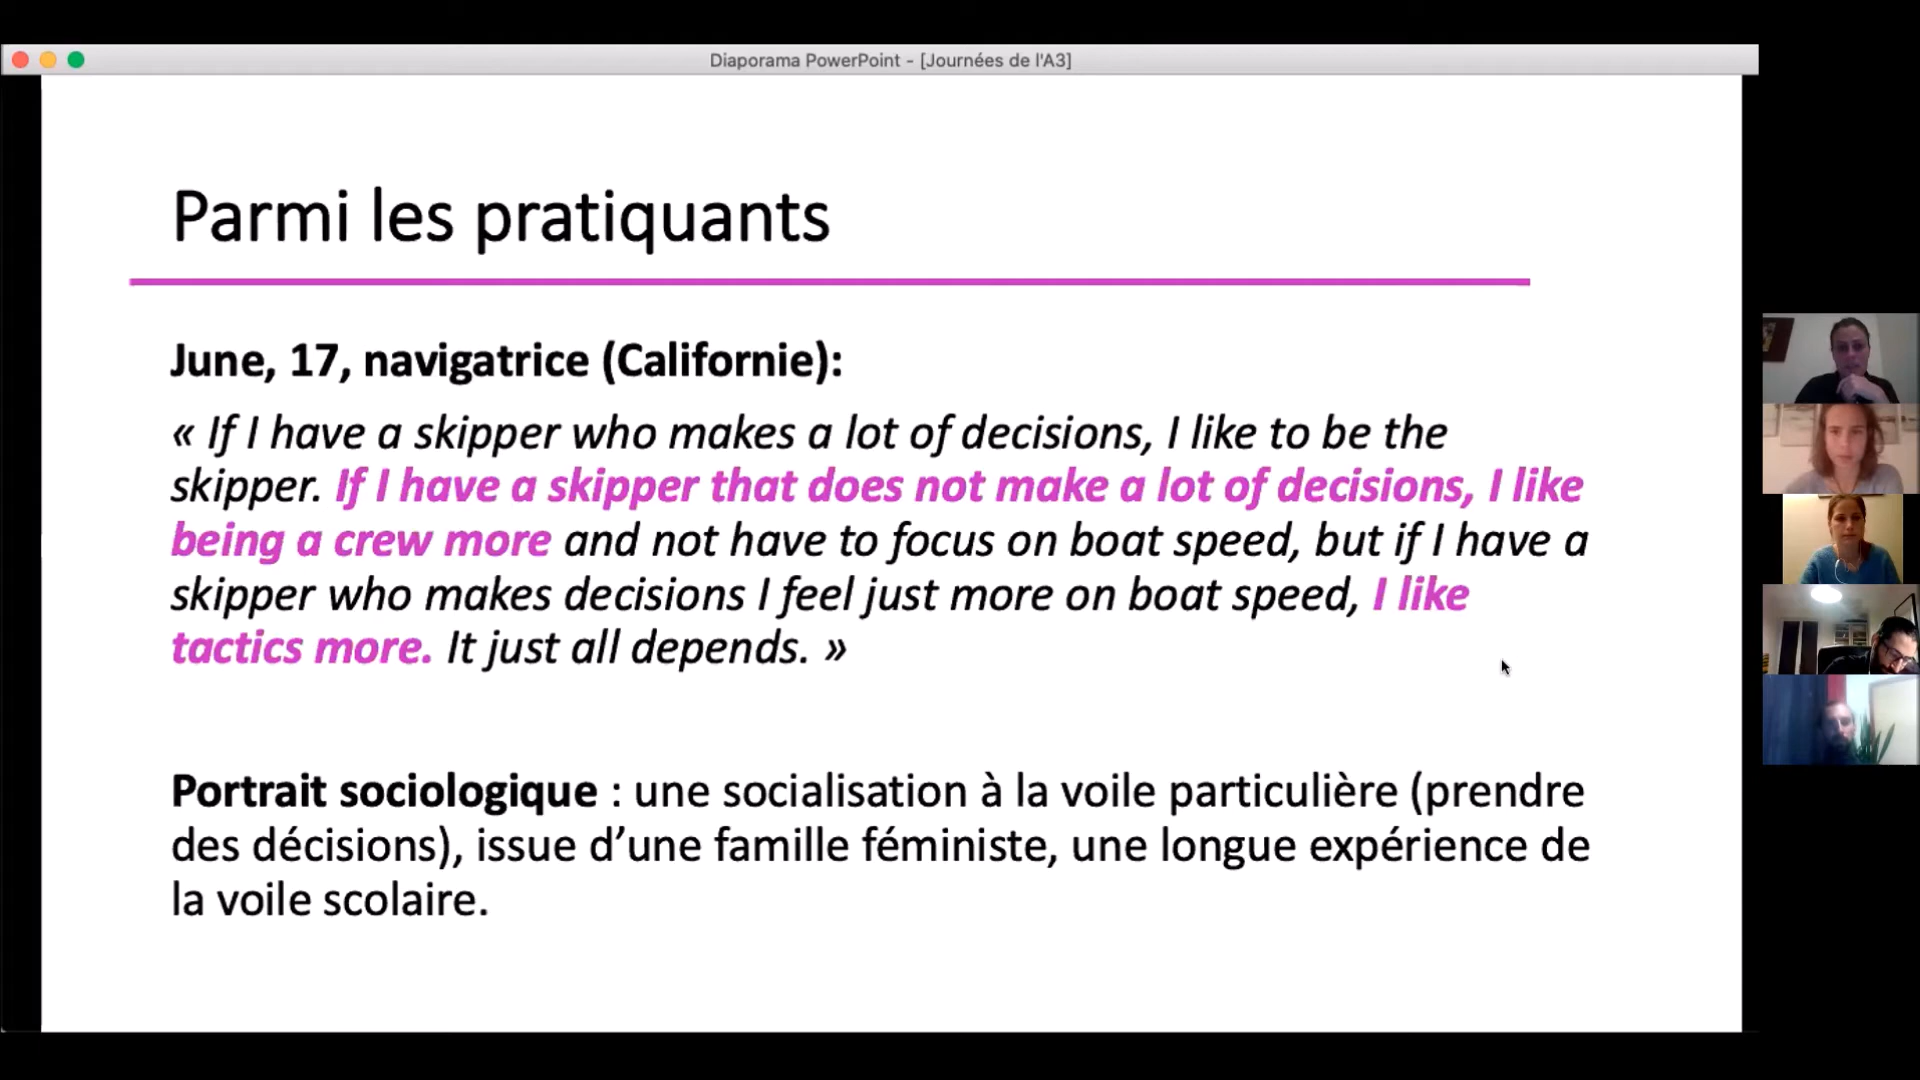 Diaporama PowerPoint - [Journées de l'A3]
Parmi les pratiquants
June, 17, navigatrice (Californie):
« If I have a skipper who makes a lot of decisions, I like to be the
skipper. If I have a skipper that does not make a lot of decisions, I like
being a crew more and not have to focus on boat speed, but if I have a
skipper who makes decisions I feel just more on boat speed, I like
tactics more. It just all depends. »
Portrait sociologique : une socialisation à la voile particulière (prendre
des décisions), issue d’une famille féministe, une longue expérience de
la voile scolaire.